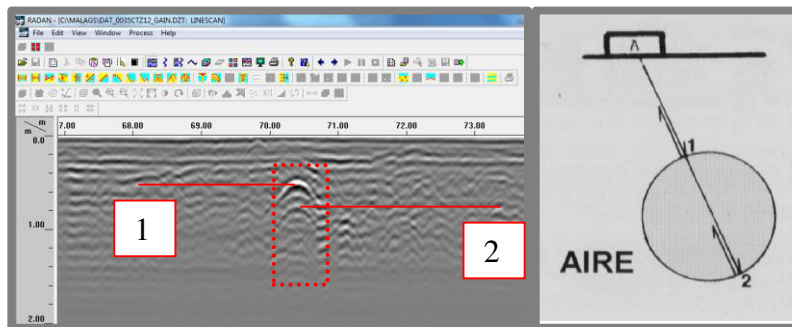 RADAN - [C:\MALAGS\DAT_0035CTZ12_GAIN.DZT: LINESCAN]
File Edit View Window Process Help
m
m
7.00 68.00 69.00 70.00 71.00 72.00 73.00
0.0
1.00
2.00
1
2
A
1
AIRE
2